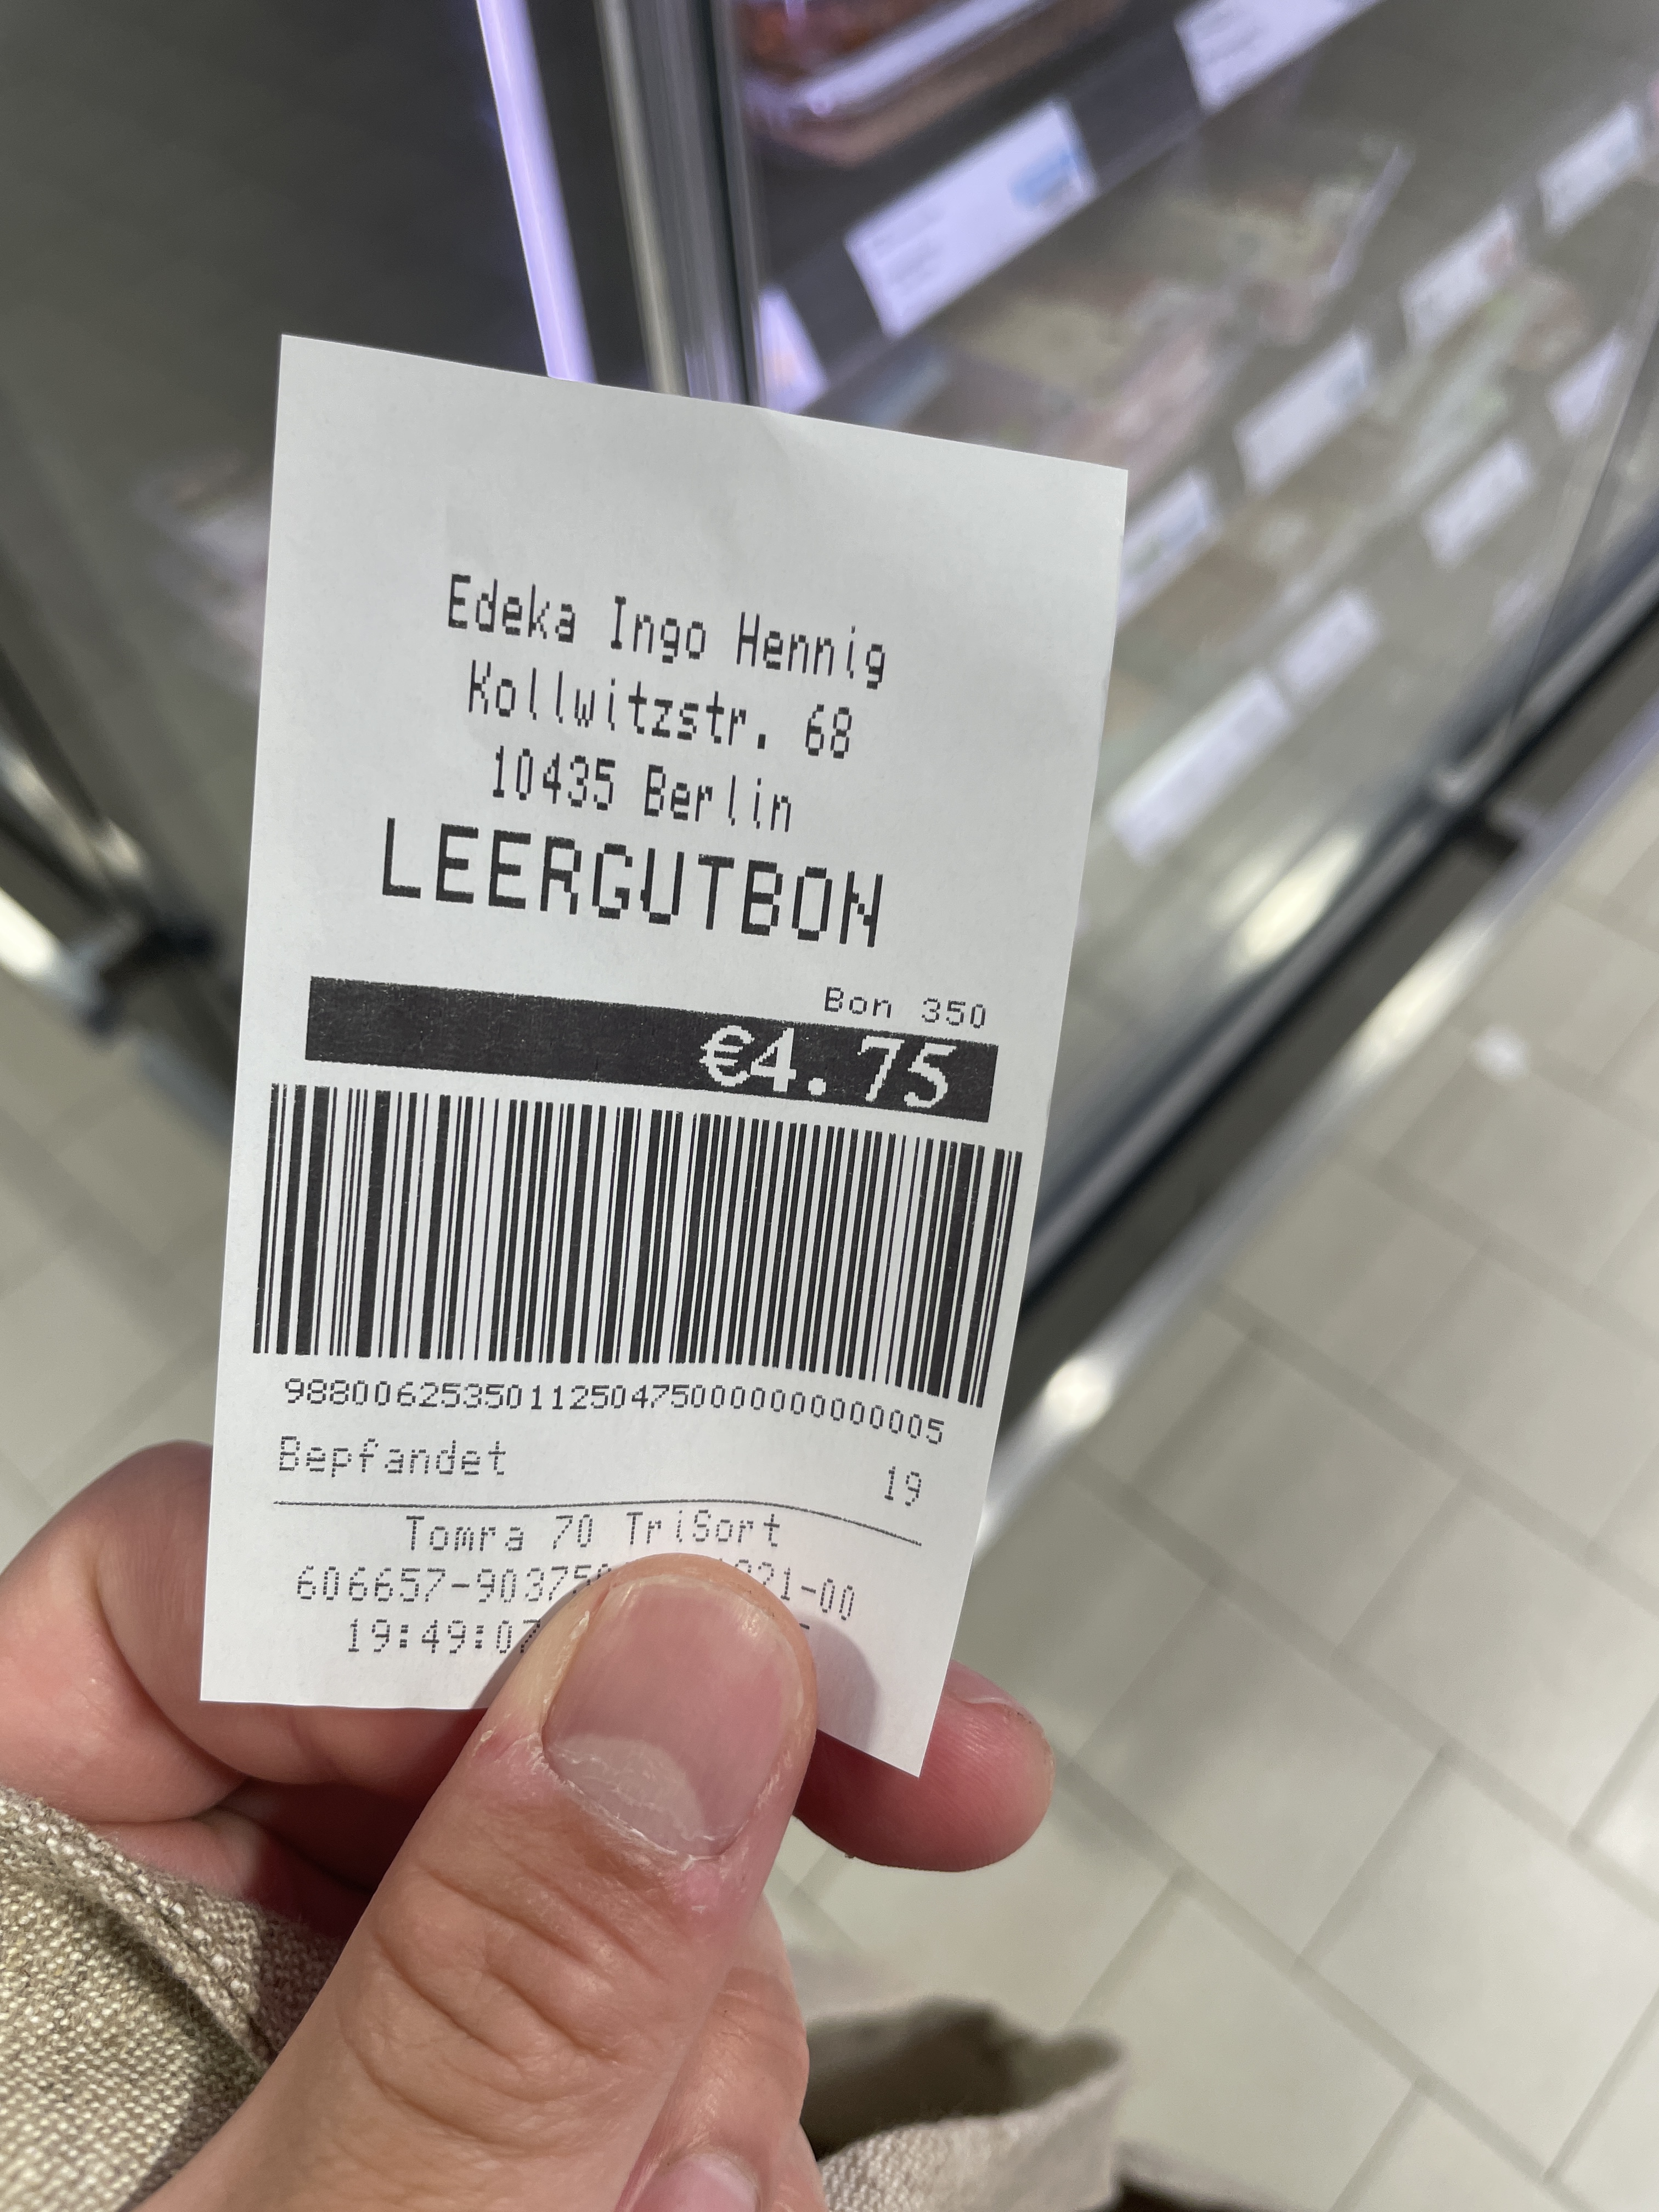 Edeka Ingo Hennig
Kollwitzstr. 68
10435 Berlin
LEERGUTBON
Bon 350
€4.75
98800625350112504750000000000005
Bepfandet 19
Tomra 70 TriSort